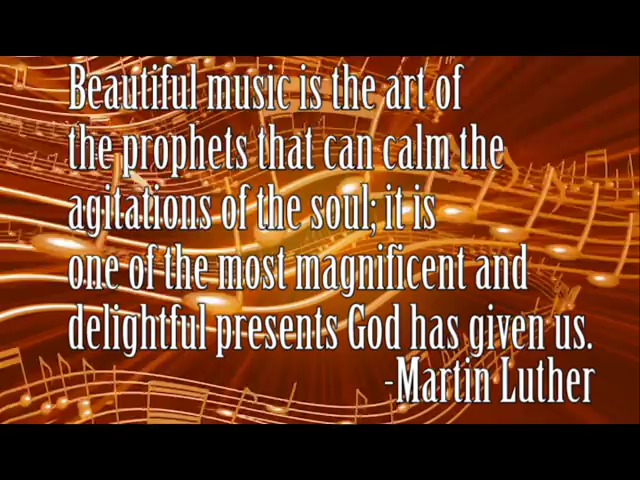 Beautiful music is the art of
the prophets that can calm the
agitations of the soul; it is
one of the most magnificent and
delightful presents God has given us.
-Martin Luther